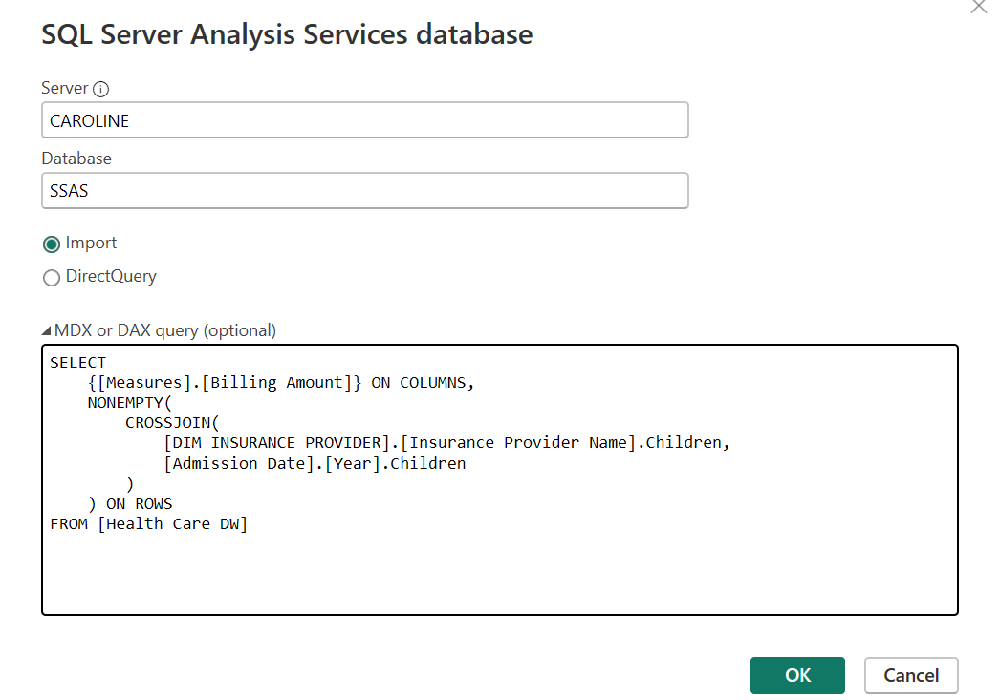 SQL Server Analysis Services database
Server
CAROLINE
Database
SSAS
Import
DirectQuery
MDX or DAX query (optional)
SELECT
    {[Measures].[Billing Amount]} ON COLUMNS,
    NONEMPTY(
        CROSSJOIN(
            [DIM INSURANCE PROVIDER].[Insurance Provider Name].Children,
            [Admission Date].[Year].Children
        )
    ) ON ROWS
FROM [Health Care DW]
OK Cancel